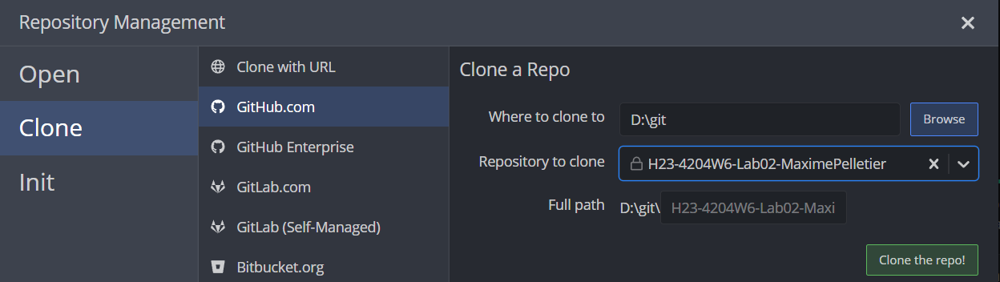 Repository Management
Open
Clone
Init
Clone with URL
GitHub.com
GitHub Enterprise
GitLab.com
GitLab (Self-Managed)
Bitbucket.org
Clone a Repo
Where to clone to D:\git Browse
Repository to clone H23-4204W6-Lab02-MaximePelletier
Full path D:\git\ H23-4204W6-Lab02-Maxi
Clone the repo!